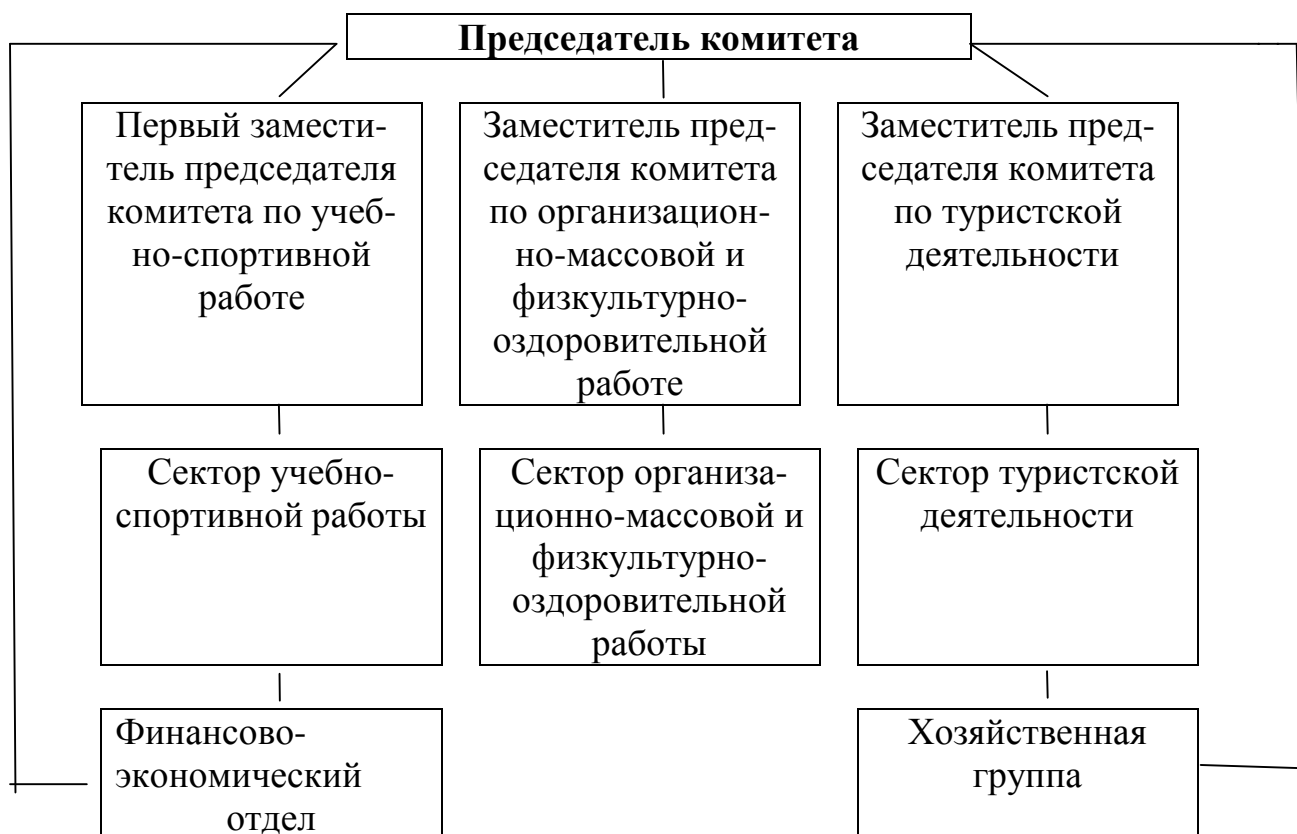 Председатель комитета
Первый замести-
тель председателя
комитета по учеб-
но-спортивной
работе
Заместитель пред-
седателя комитета
по организацион-
но-массовой и
физкультурно-
оздоровительной
работе
Заместитель пред-
седателя комитета
по туристской
деятельности
Сектор учебно-
спортивной работы
Сектор организа-
ционно-массовой и
физкультурно-
оздоровительной
работы
Сектор туристской
деятельности
Финансово-
экономический
отдел
Хозяйственная
группа